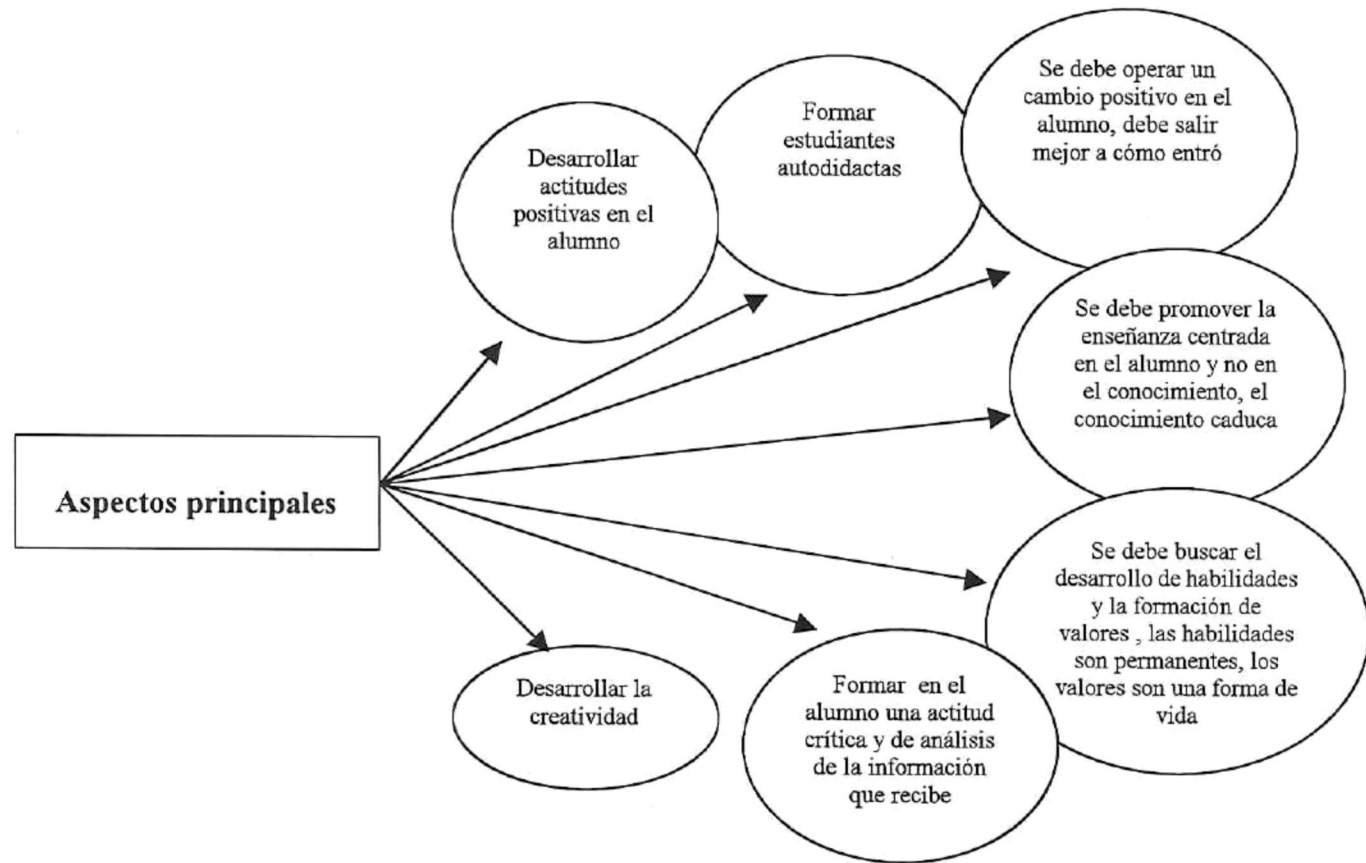 Desarrollar
actitudes
positivas en el
alumno
Formar
estudiantes
autodidactas
Se debe operar un
cambio positivo en el
alumno, debe salir
mejor a cómo entró
Se debe promover la
enseñanza centrada
en el alumno y no en
el conocimiento, el
conocimiento caduca
Aspectos principales
Se debe buscar el
desarrollo de habilidades
y la formación de
valores , las habilidades
son permanentes, los
valores son una forma de
vida
Formar en el
alumno una actitud
crítica y de análisis
de la información
que recibe
Desarrollar la
creatividad